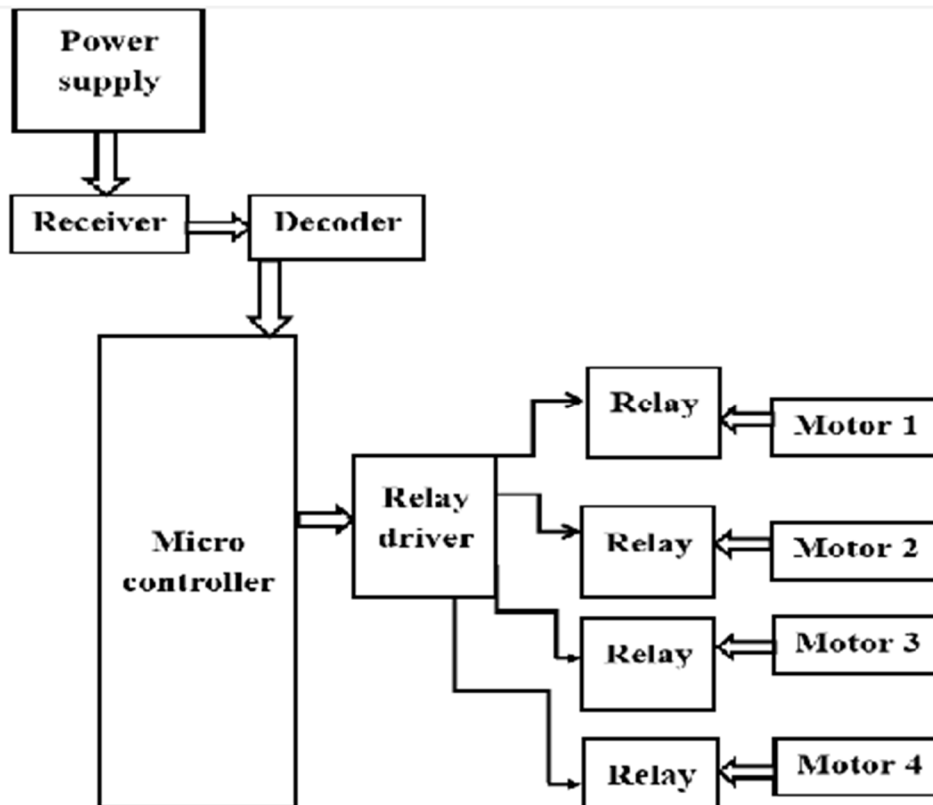 Power
supply
Receiver
Decoder
Micro
controller
Relay
driver
Relay
Motor 1
Relay
Motor 2
Relay
Motor 3
Relay
Motor 4